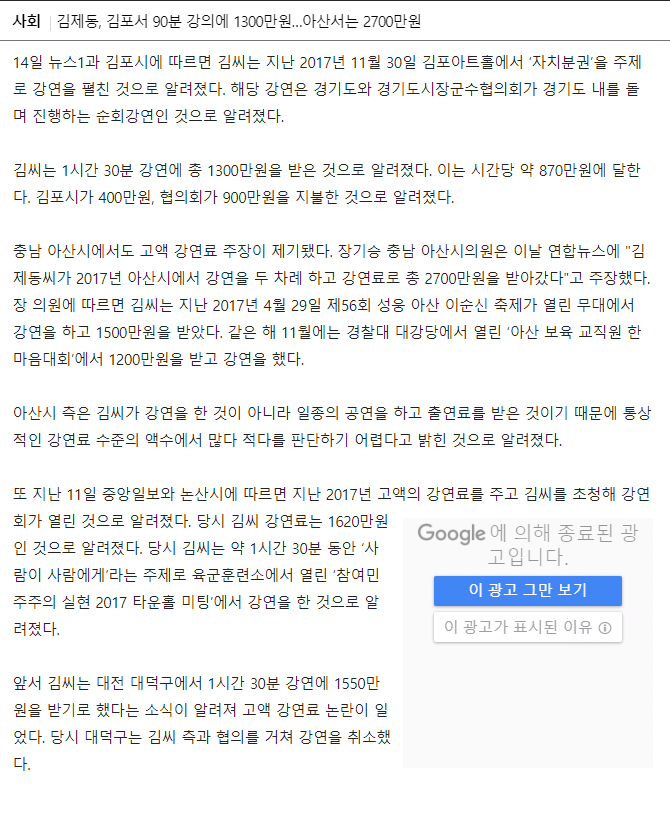 사회 김제동, 김포서 90분 강의에 1300만원…아산서는 2700만원
14일 뉴스1과 김포시에 따르면 김씨는 지난 2017년 11월 30일 김포아트홀에서 ‘자치분권’을 주제
로 강연을 펼친 것으로 알려졌다. 해당 강연은 경기도와 경기도시장군수협의회가 경기도 내를 돌
며 진행하는 순회강연인 것으로 알려졌다.
김씨는 1시간 30분 강연에 총 1300만원을 받은 것으로 알려졌다. 이는 시간당 약 870만원에 달한
다. 김포시가 400만원, 협의회가 900만원을 지불한 것으로 알려졌다.
충남 아산시에서도 고액 강연료 주장이 제기됐다. 장기승 충남 아산시의원은 이날 연합뉴스에 "김
제동씨가 2017년 아산시에서 강연을 두 차례 하고 강연료로 총 2700만원을 받아갔다"고 주장했다.
장 의원에 따르면 김씨는 지난 2017년 4월 29일 제56회 성웅 아산 이순신 축제가 열린 무대에서
강연을 하고 1500만원을 받았다. 같은 해 11월에는 경찰대 대강당에서 열린 ‘아산 보육 교직원 한
마음대회’에서 1200만원을 받고 강연을 했다.
아산시 측은 김씨가 강연을 한 것이 아니라 일종의 공연을 하고 출연료를 받은 것이기 때문에 통상
적인 강연료 수준의 액수에서 많다 적다를 판단하기 어렵다고 밝힌 것으로 알려졌다.
또 지난 11일 중앙일보와 논산시에 따르면 지난 2017년 고액의 강연료를 주고 김씨를 초청해 강연
회가 열린 것으로 알려졌다. 당시 김씨 강연료는 1620만원
인 것으로 알려졌다. 당시 김씨는 약 1시간 30분 동안 ‘사
람이 사람에게’라는 주제로 육군훈련소에서 열린 ‘참여민
주주의 실현 2017 타운홀 미팅’에서 강연을 한 것으로 알
려졌다.
앞서 김씨는 대전 대덕구에서 1시간 30분 강연에 1550만
원을 받기로 했다는 소식이 알려져 고액 강연료 논란이 일
었다. 당시 대덕구는 김씨 측과 협의를 거쳐 강연을 취소했
다.
Google에 의해 종료된 광
고입니다.
이 광고 그만 보기
이 광고가 표시된 이유